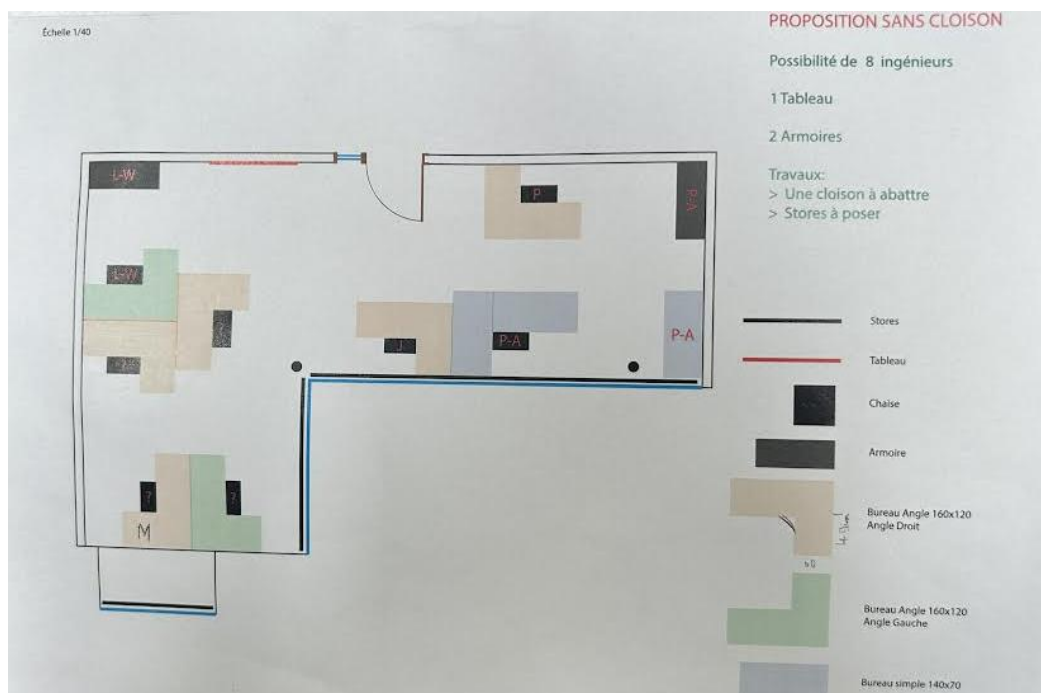 Échelle 1/40
PROPOSITION SANS CLOISON
Possibilité de 8 ingénieurs
1 Tableau
2 Armoires
Travaux:
> Une cloison à abattre
> Stores à poser
L-W
P
V-d
L-W
?
?
J
P-A
P-A
?
?
M
Stores
Tableau
Chaise
Armoire
Bureau Angle 160x120
Angle Droit
Bureau Angle 160x120
Angle Gauche
Bureau simple 140x70